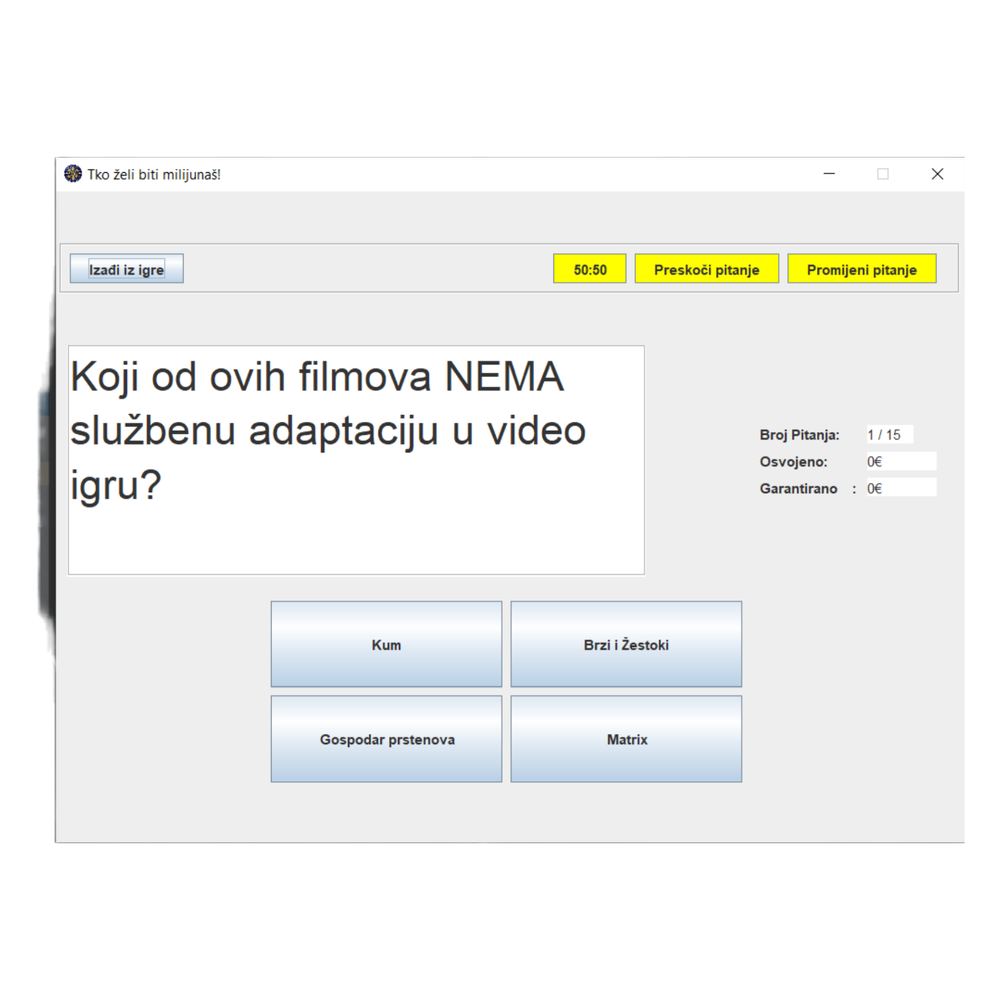 Tko želi biti milijunaš!
Izađi iz igre
50:50
Preskoči pitanje
Promijeni pitanje
Koji od ovih filmova NEMA
službenu adaptaciju u video
igru?
Broj Pitanja: 1 / 15
Osvojeno: 0€
Garantirano : 0€
Kum
Brzi i Žestoki
Gospodar prstenova
Matrix